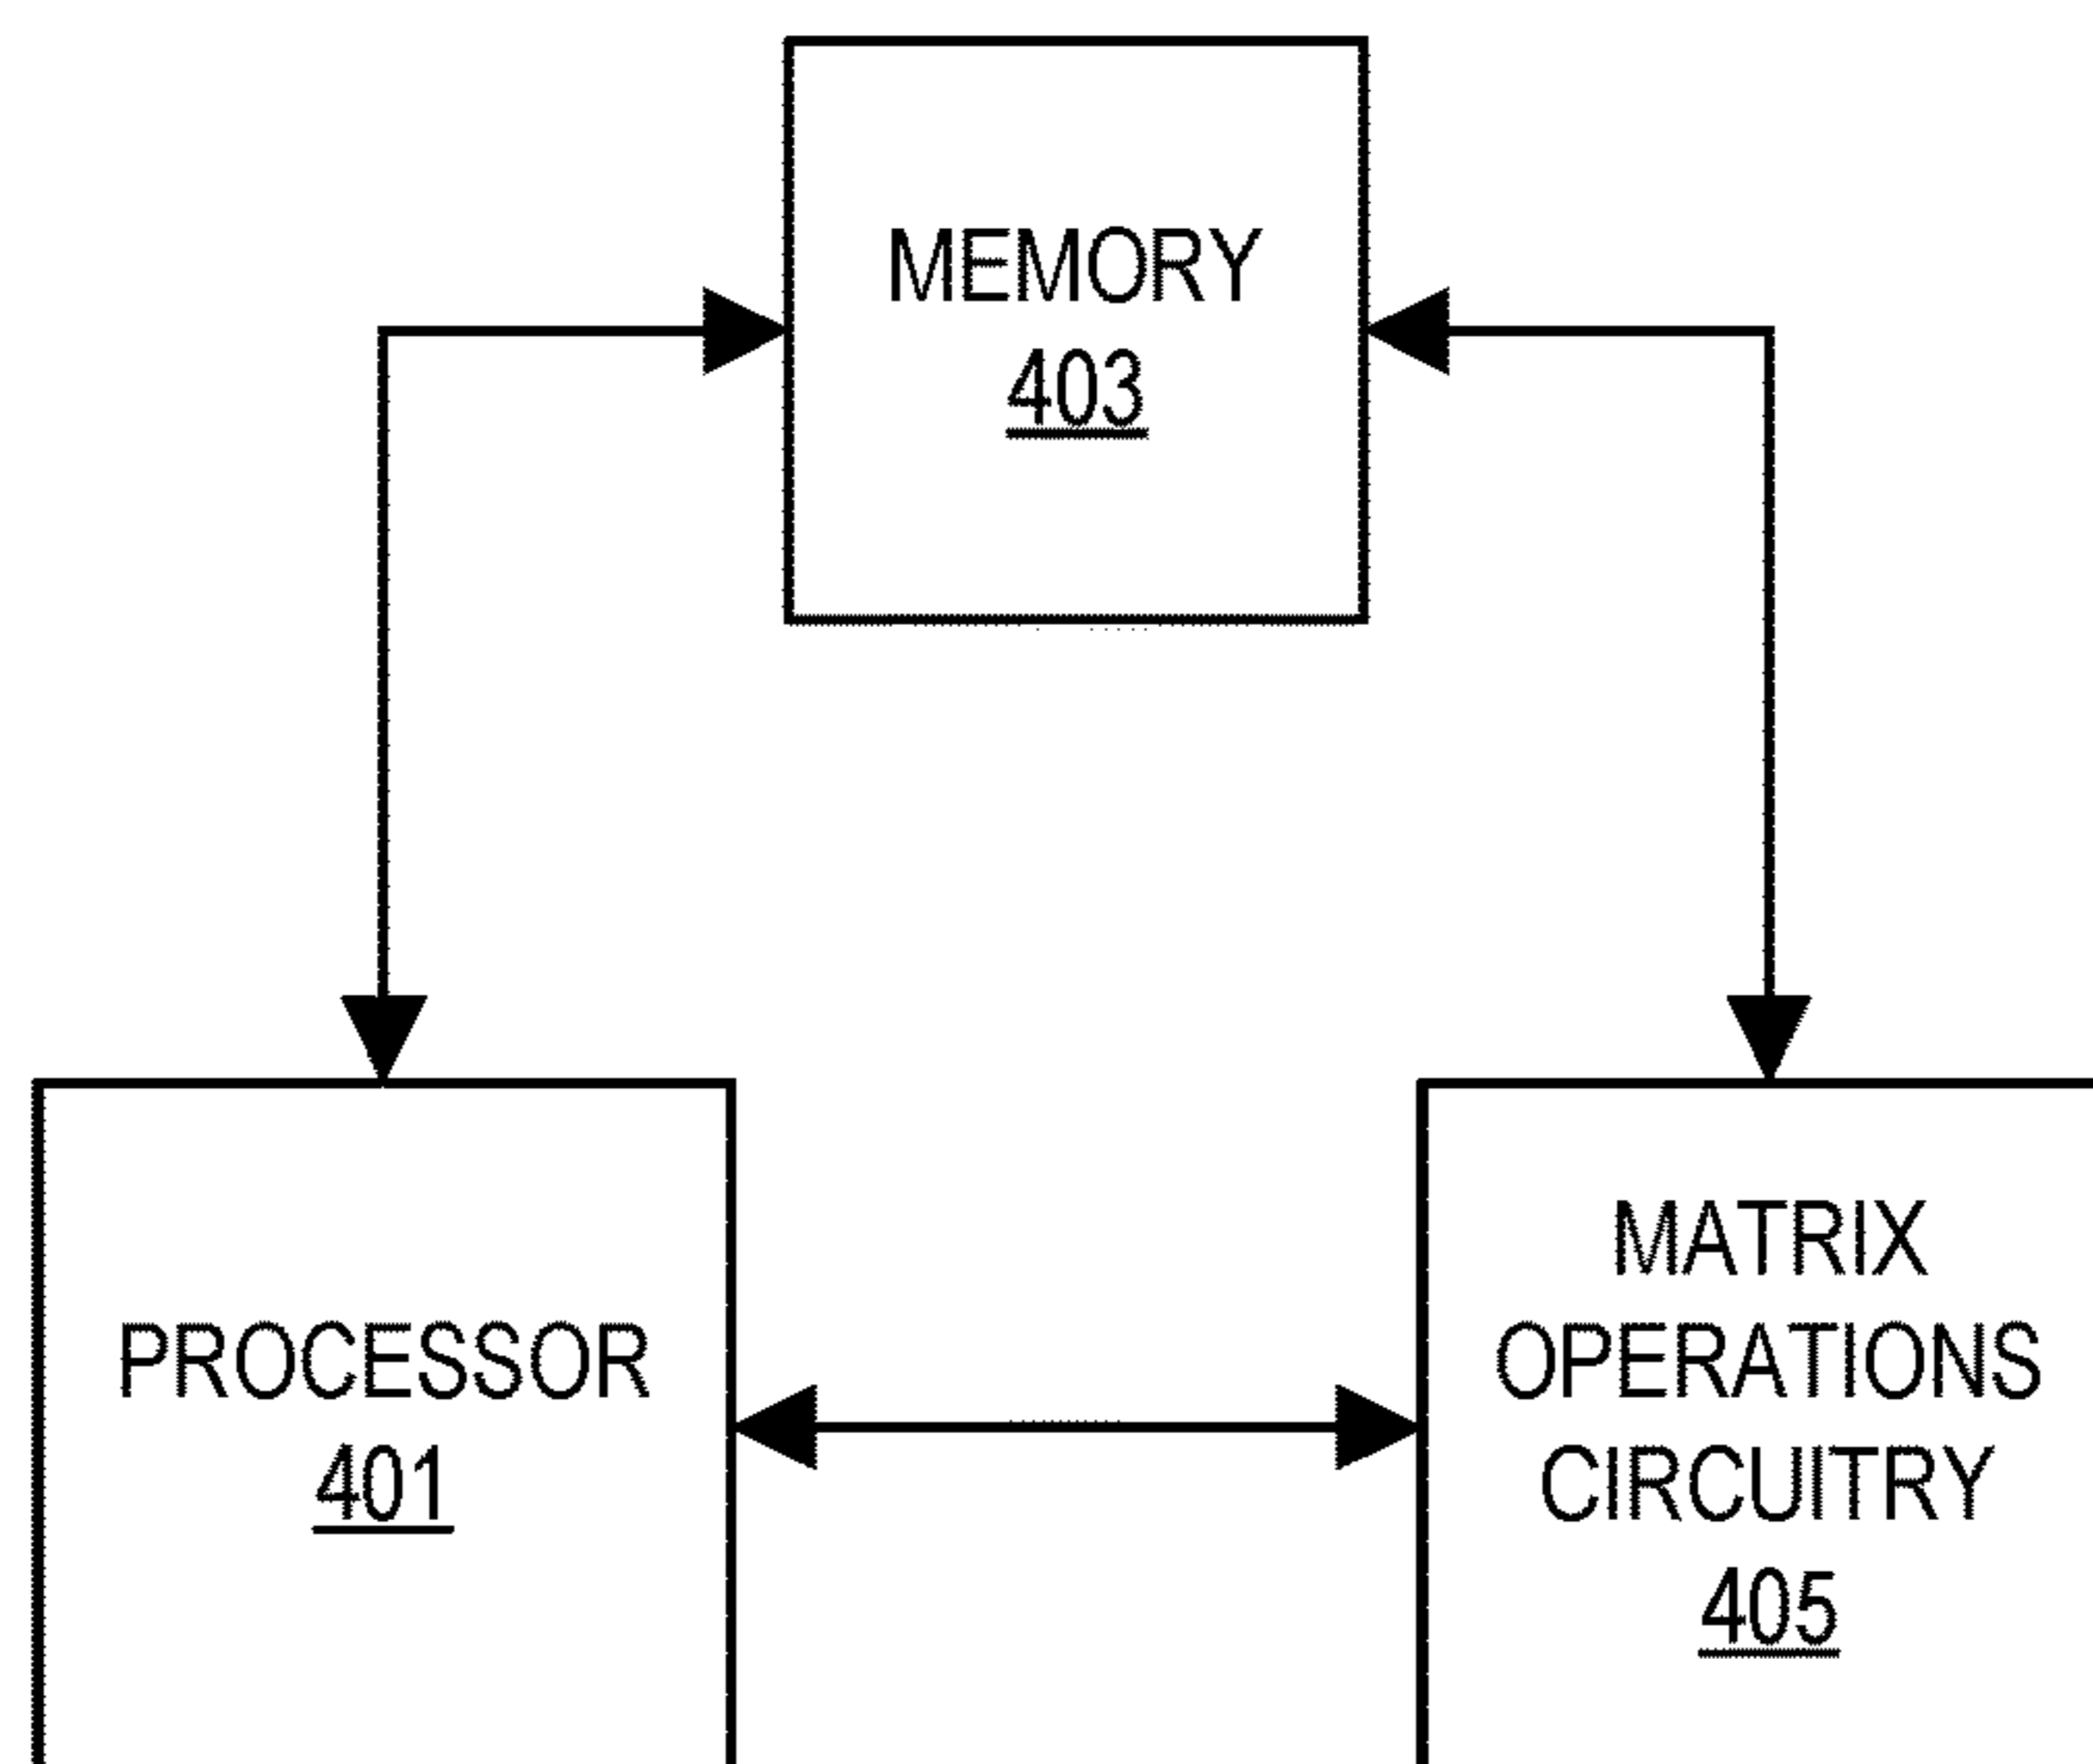 MEMORY
403
PROCESSOR
401
MATRIX
OPERATIONS
CIRCUITRY
405